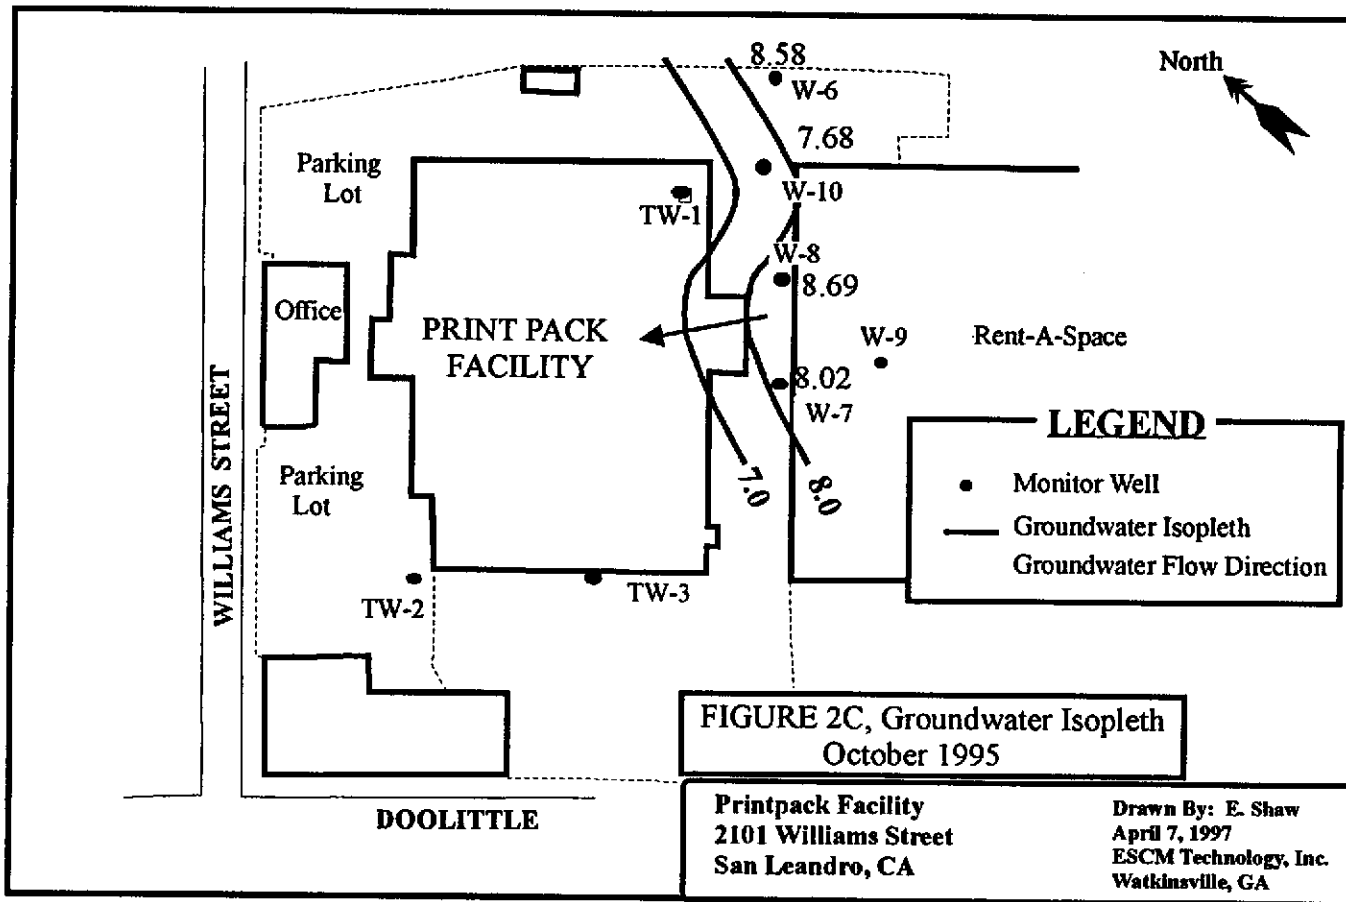 8.58
North
W-6
7.68
Parking
Lot
W-10
TW-1
W-8
8.69
Office
PRINT PACK
FACILITY
W-9
Rent-A-Space
8.02
W-7
WILLIAMS STREET
LEGEND
Parking
Lot
7.0
8.0
Monitor Well
Groundwater Isopleth
Groundwater Flow Direction
TW-2
TW-3
FIGURE 2C, Groundwater Isopleth
October 1995
DOOLITTLE
Printpack Facility
2101 Williams Street
San Leandro, CA
Drawn By: E. Shaw
April 7, 1997
ESCM Technology, Inc.
Watkinsville, GA